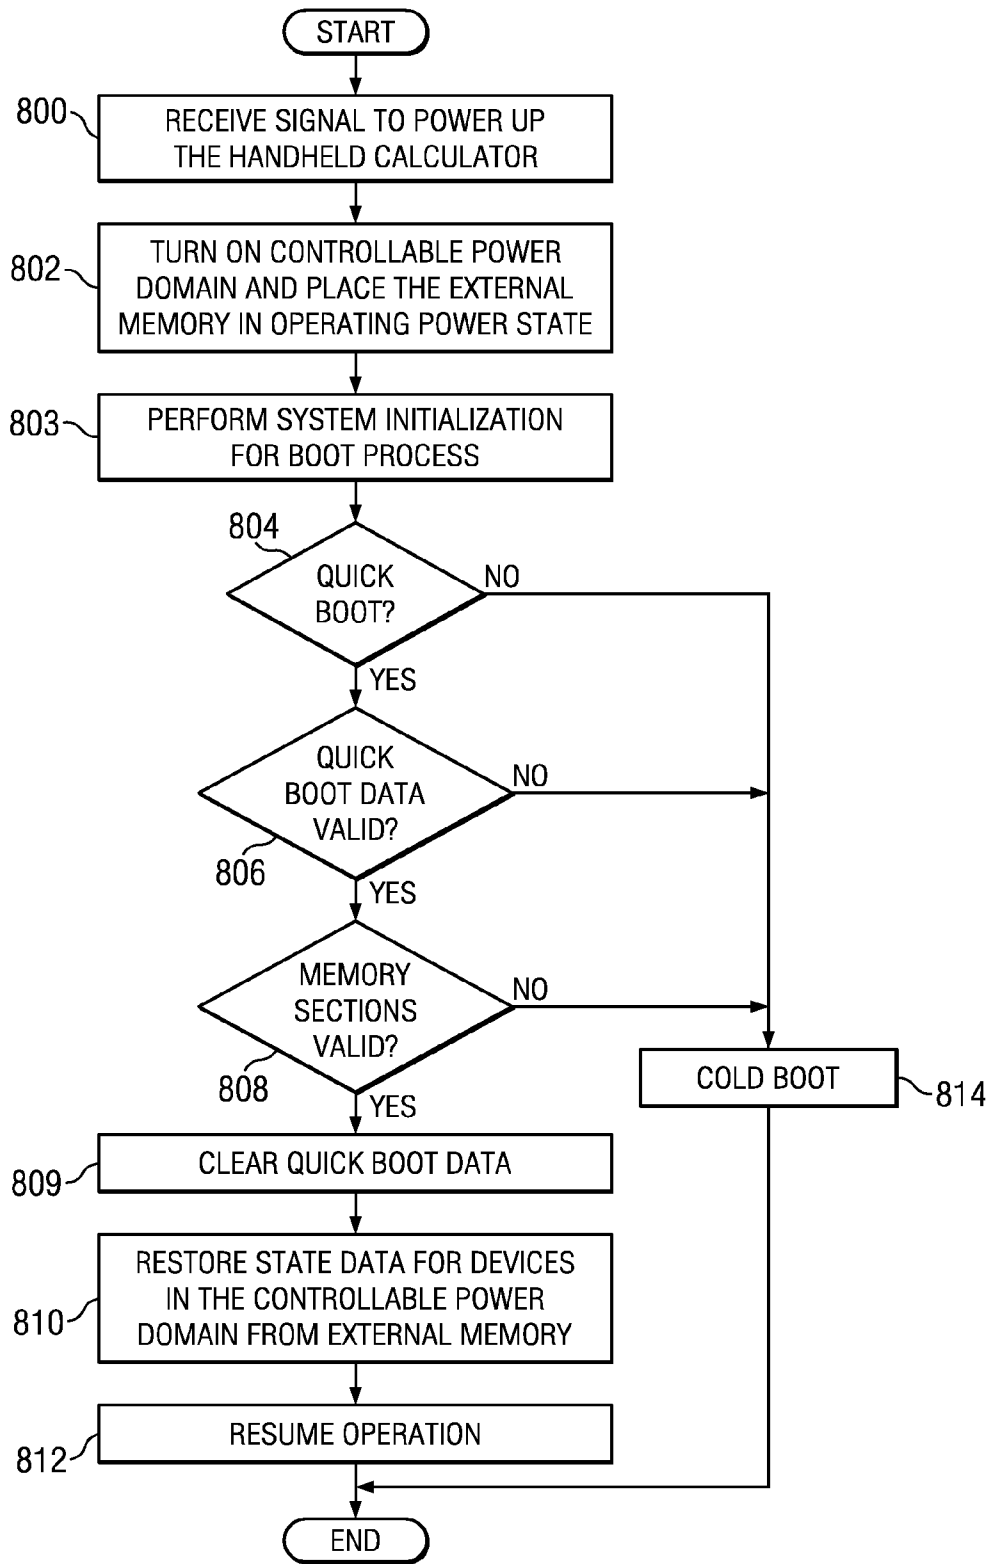 START
800
RECEIVE SIGNAL TO POWER UP
THE HANDHELD CALCULATOR
802
TURN ON CONTROLLABLE POWER
DOMAIN AND PLACE THE EXTERNAL
MEMORY IN OPERATING POWER STATE
803
PERFORM SYSTEM INITIALIZATION
FOR BOOT PROCESS
804
QUICK
BOOT?
NO
YES
QUICK
BOOT DATA
VALID?
NO
806
YES
MEMORY
SECTIONS
VALID?
NO
808
YES
COLD BOOT
814
809
CLEAR QUICK BOOT DATA
810
RESTORE STATE DATA FOR DEVICES
IN THE CONTROLLABLE POWER
DOMAIN FROM EXTERNAL MEMORY
812
RESUME OPERATION
END